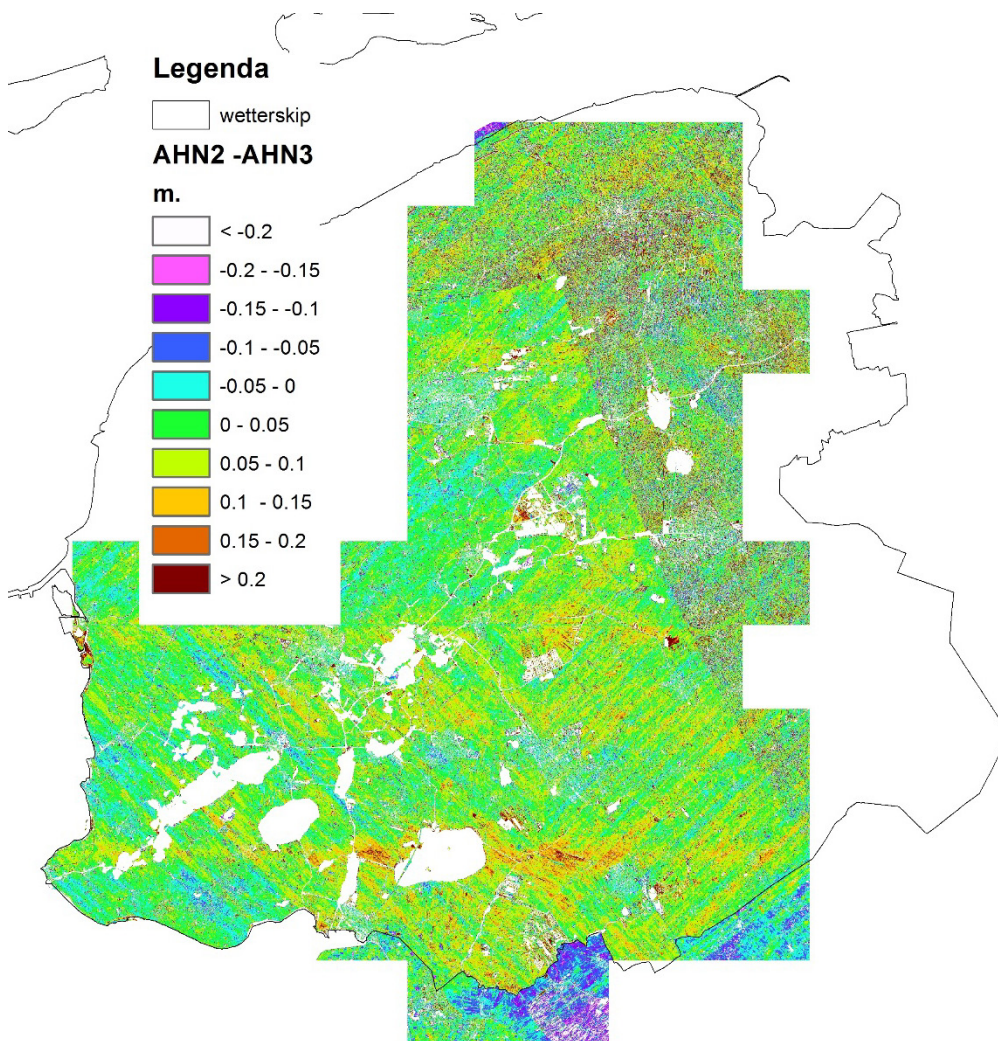 Legenda
wetterskip
AHN2 -AHN3
m.
< -0.2
-0.2 - -0.15
-0.15 - -0.1
-0.1 - -0.05
-0.05 - 0
0 - 0.05
0.05 - 0.1
0.1 - 0.15
0.15 - 0.2
> 0.2